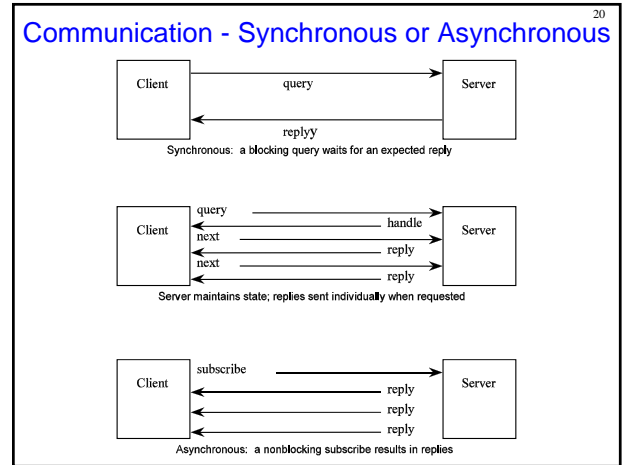 20
Communication - Synchronous or Asynchronous
Client
query
Server
replyy
Synchronous: a blocking query waits for an expected reply
query
handle
Client
Server
next
reply
next
reply
Server maintains state; replies sent individually when requested
subscribe
Client
reply
Server
reply
reply
Asynchronous: a nonblocking subscribe results in replies